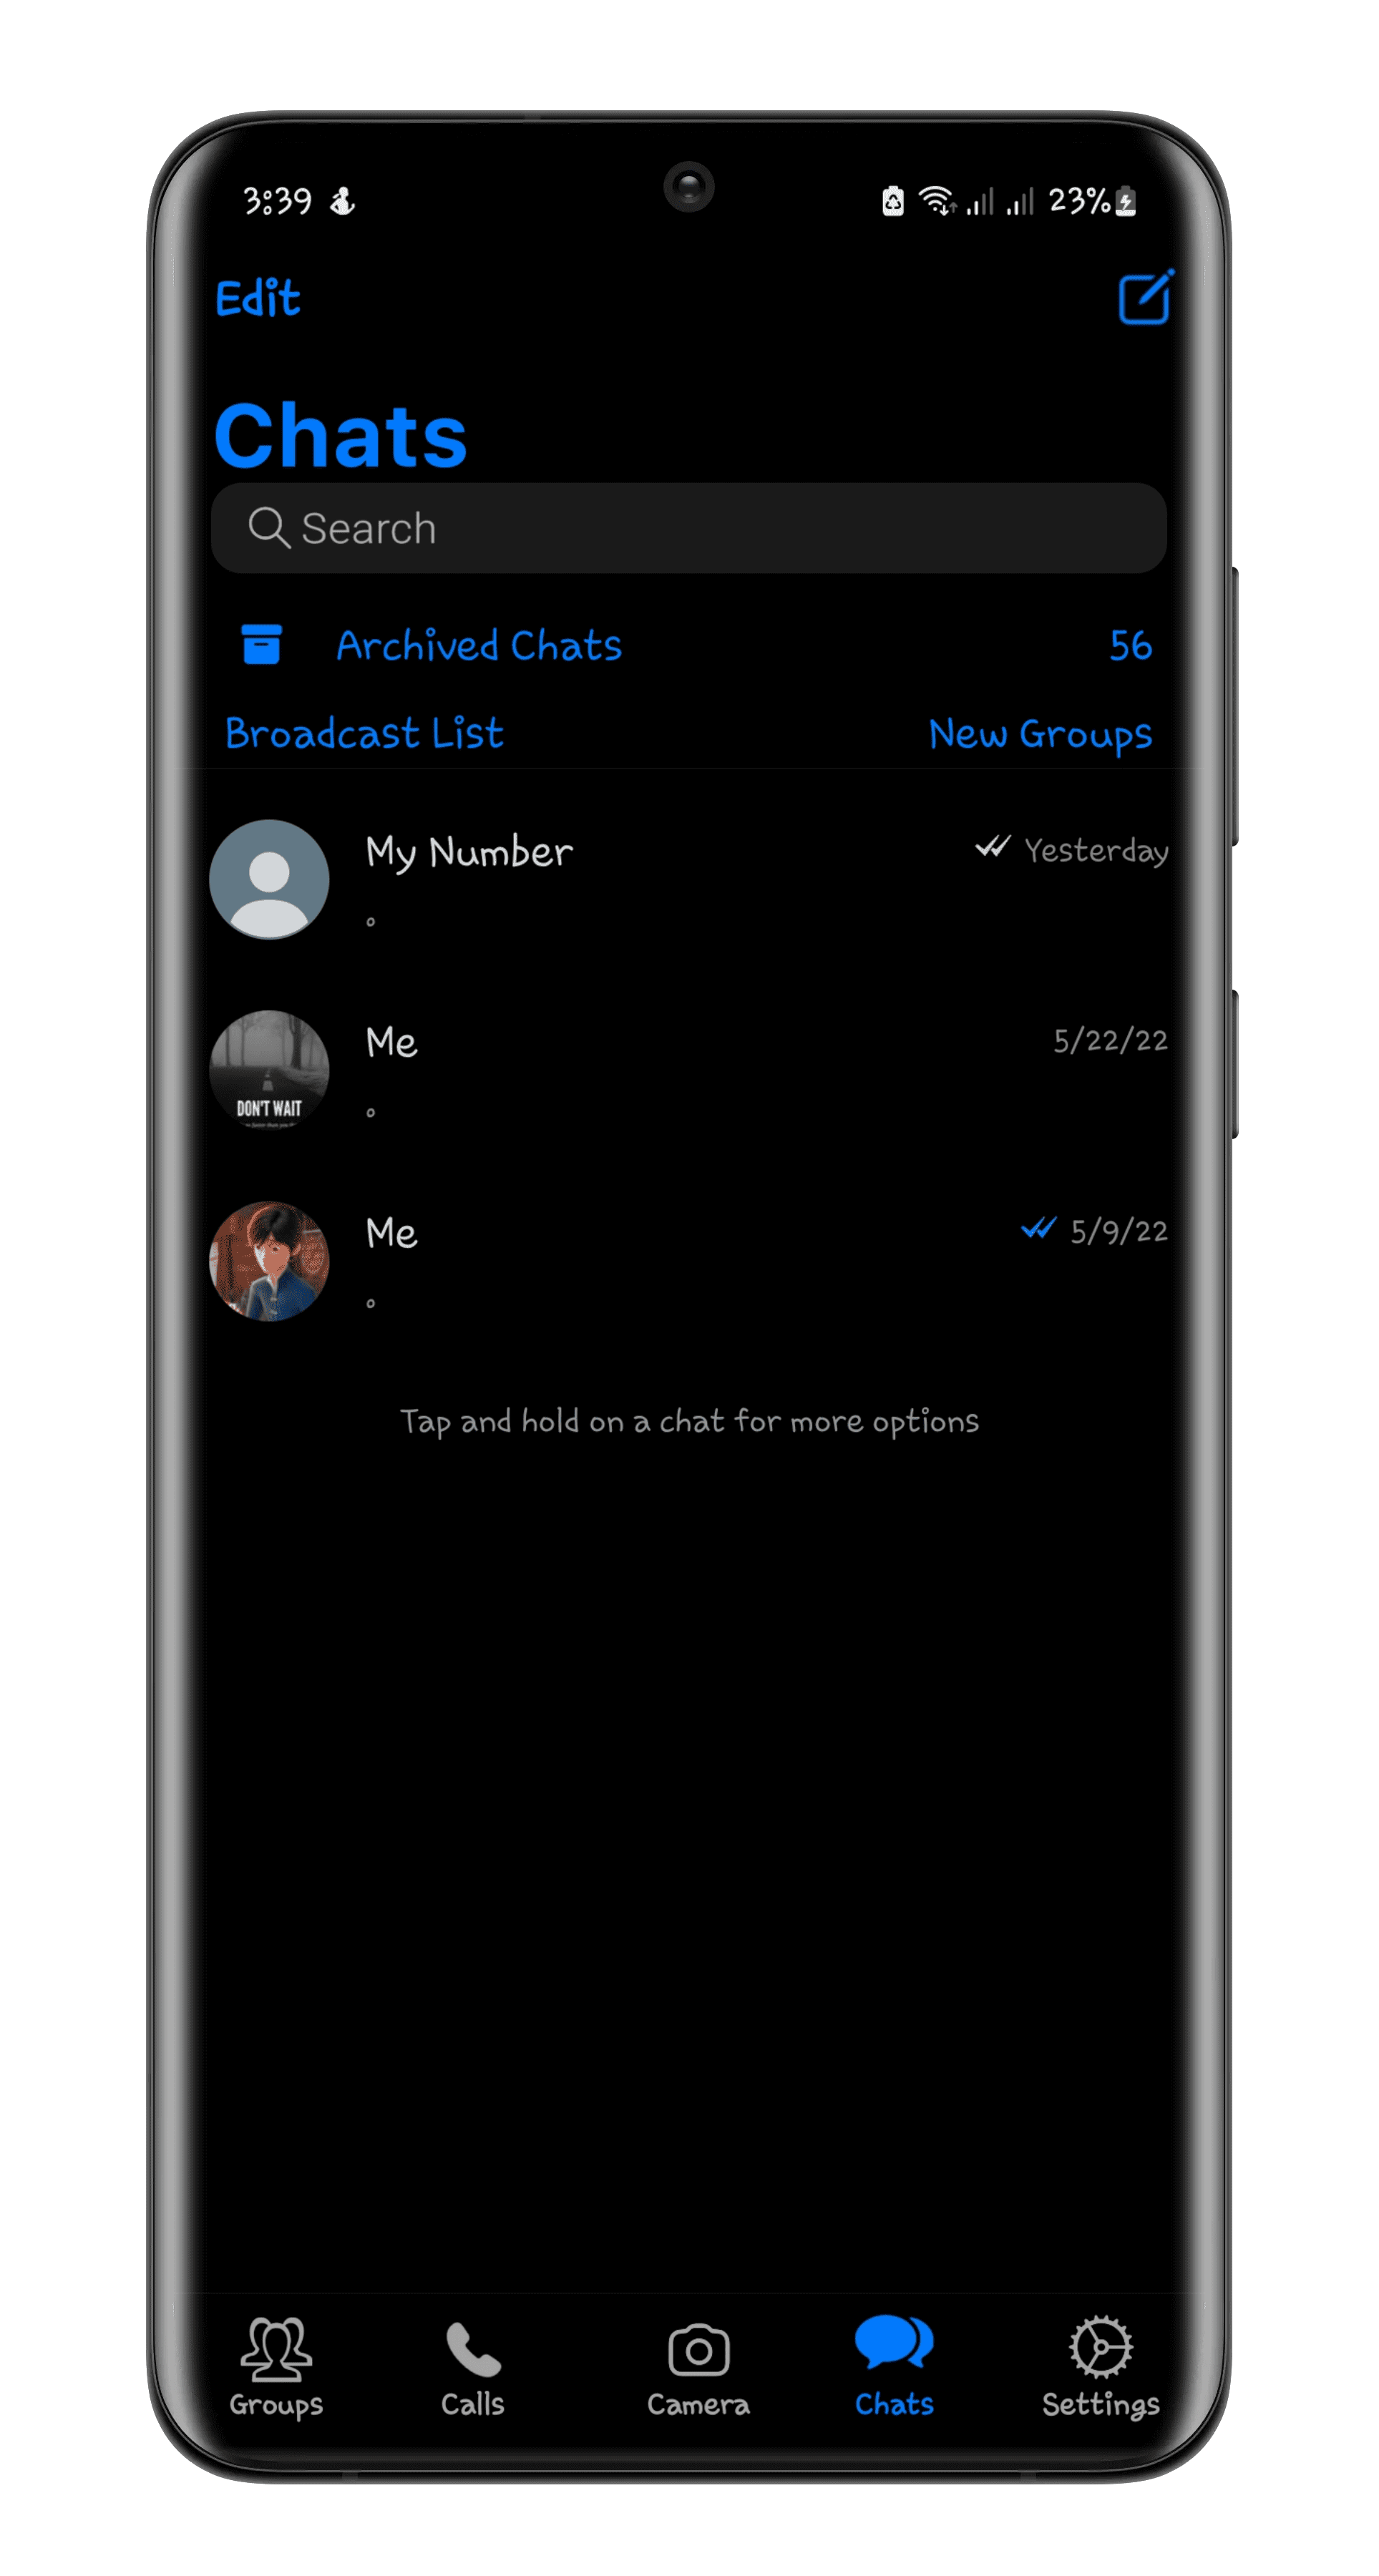 3:39 23%
Edit
Chats
Search
Archived Chats 56
Broadcast List New Groups
My Number Yesterday
.
Me 5/22/22
.
DON'T WAIT
Me 5/9/22
.
Tap and hold on a chat for more options
Groups Calls Camera Chats Settings